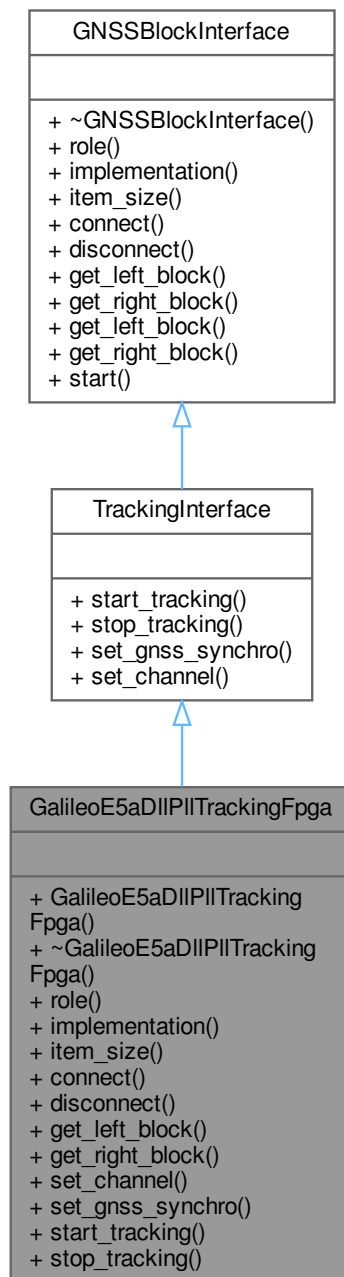 GNSSBlockInterface
+ ~GNSSBlockInterface()
+ role()
+ implementation()
+ item_size()
+ connect()
+ disconnect()
+ get_left_block()
+ get_right_block()
+ get_left_block()
+ get_right_block()
+ start()
TrackingInterface
+ start_tracking()
+ stop_tracking()
+ set_gnss_synchro()
+ set_channel()
GalileoE5aDllPllTrackingFpga
+ GalileoE5aDllPllTracking
Fpga()
+ ~GalileoE5aDllPllTracking
Fpga()
+ role()
+ implementation()
+ item_size()
+ connect()
+ disconnect()
+ get_left_block()
+ get_right_block()
+ set_channel()
+ set_gnss_synchro()
+ start_tracking()
+ stop_tracking()